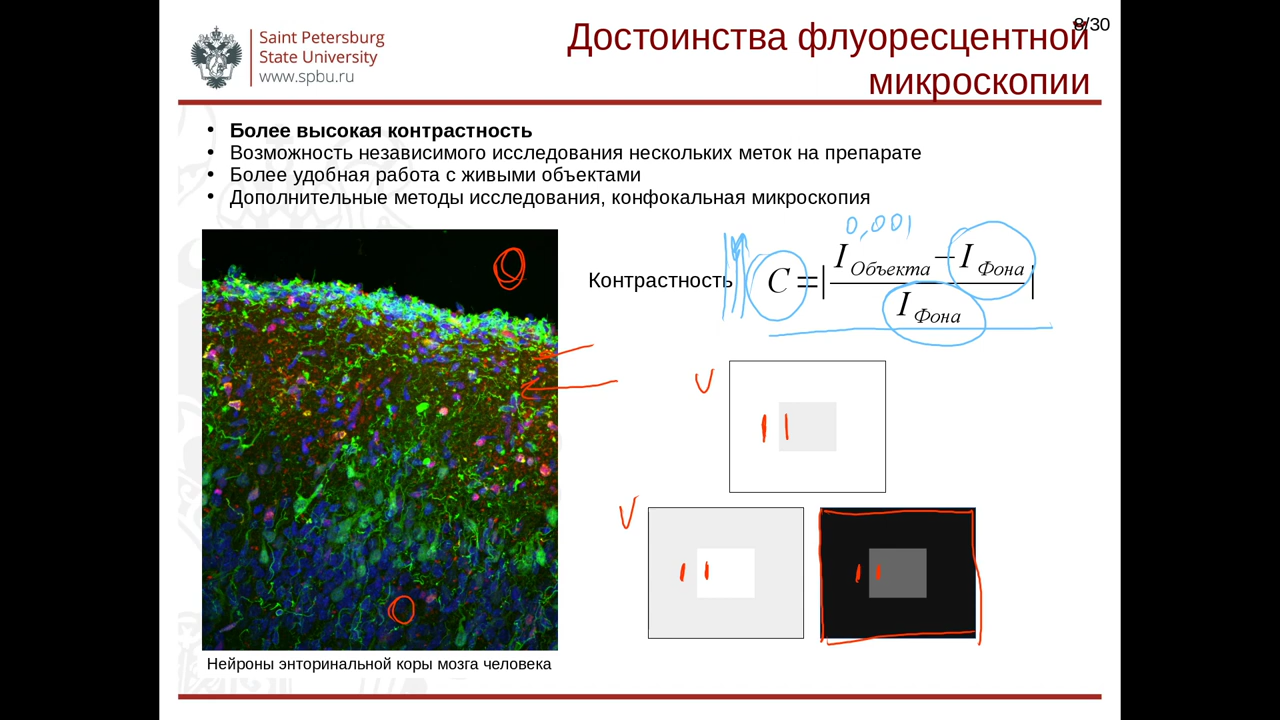 Saint Petersburg
State University
www.spbu.ru
8/30
Достоинства флуоресцентной
микроскопии
• Более высокая контрастность
• Возможность независимого исследования нескольких меток на препарате
• Более удобная работа с живыми объектами
• Дополнительные методы исследования, конфокальная микроскопия
0,001
Контрастность C = | (I Объекта – I Фона) / I Фона |
Нейроны энторинальной коры мозга человека